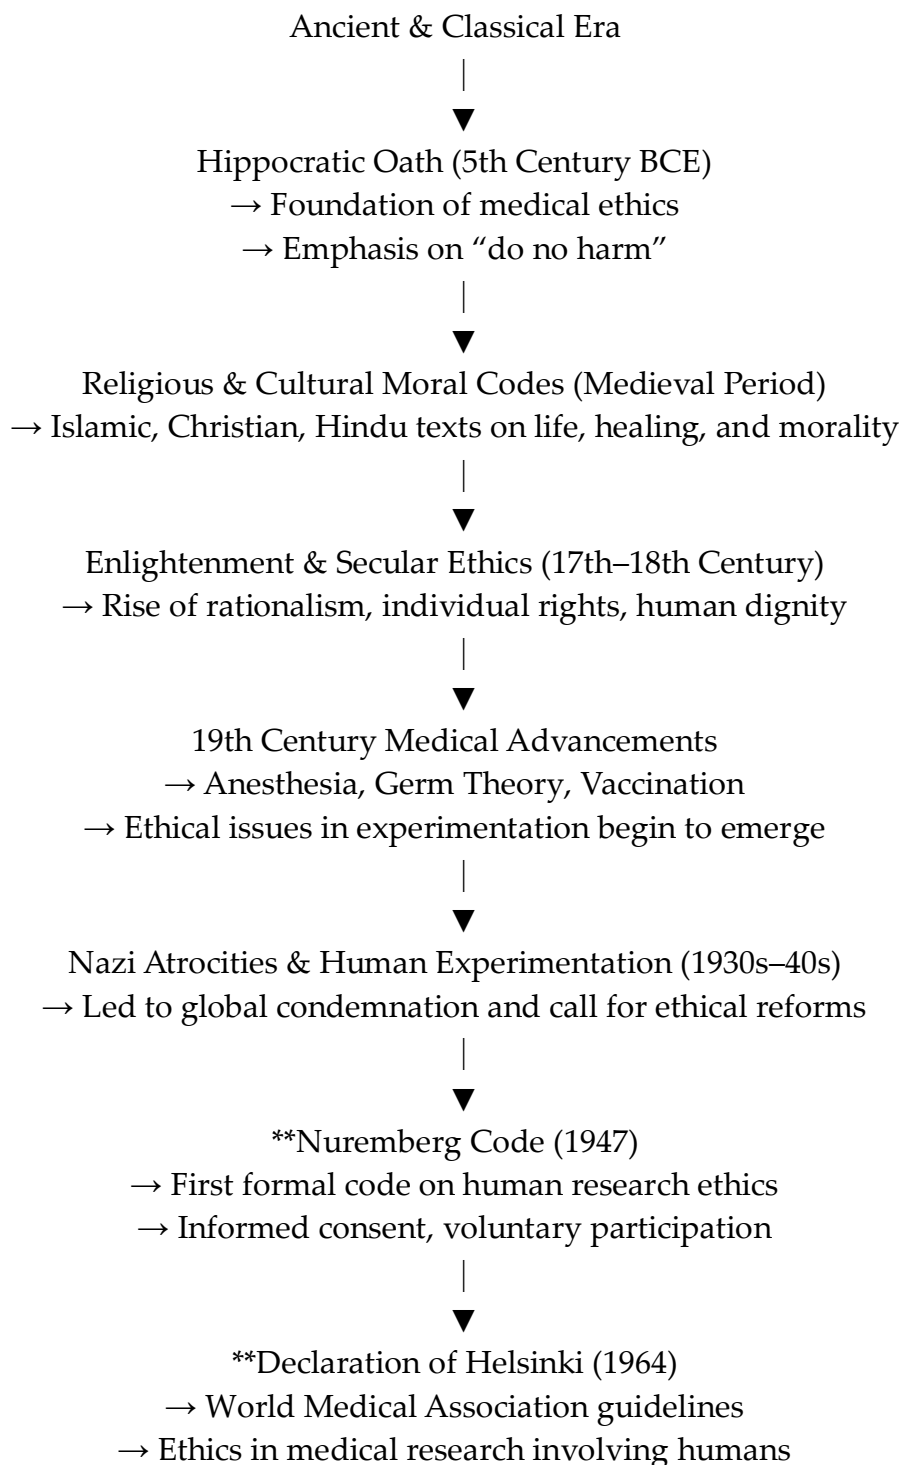 Ancient & Classical Era
|
▼
Hippocratic Oath (5th Century BCE)
→ Foundation of medical ethics
→ Emphasis on “do no harm”
|
▼
Religious & Cultural Moral Codes (Medieval Period)
→ Islamic, Christian, Hindu texts on life, healing, and morality
|
▼
Enlightenment & Secular Ethics (17th–18th Century)
→ Rise of rationalism, individual rights, human dignity
|
▼
19th Century Medical Advancements
→ Anesthesia, Germ Theory, Vaccination
→ Ethical issues in experimentation begin to emerge
|
▼
Nazi Atrocities & Human Experimentation (1930s–40s)
→ Led to global condemnation and call for ethical reforms
|
▼
**Nuremberg Code (1947)
→ First formal code on human research ethics
→ Informed consent, voluntary participation
|
▼
**Declaration of Helsinki (1964)
→ World Medical Association guidelines
→ Ethics in medical research involving humans